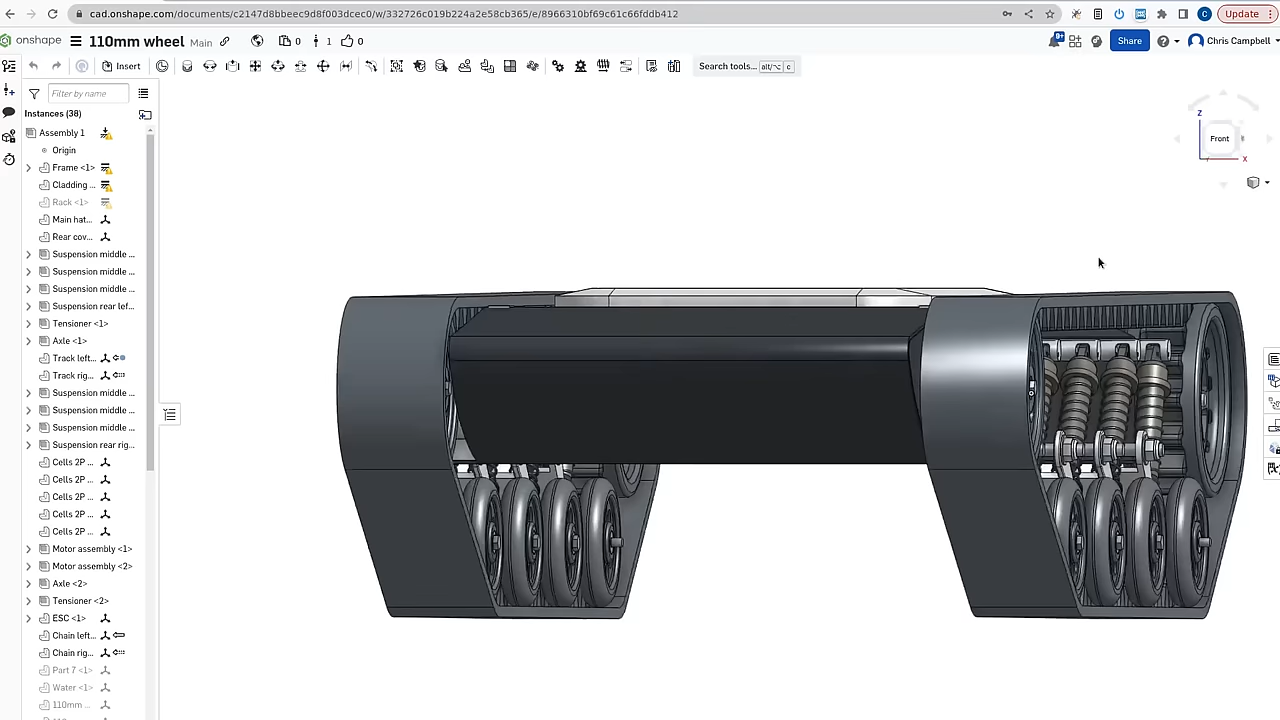 cad.onshape.com/documents/c2147d8bbeec9d8f003dcec0/w/332726c019b224a2e58cb365/e/8966310bf69c61c66fddb412
Update
onshape
110mm wheel
Main
0
1
0
Share
Chris Campbell
Insert
Search tools...
alt/⌥
c
Filter by name
Instances (38)
Assembly 1
Origin
Frame <1>
Cladding ...
Rack <1>
Main hat...
Rear cov...
Suspension middle ...
Suspension middle ...
Suspension middle ...
Suspension rear lef...
Tensioner <1>
Axle <1>
Track left...
Track rig...
Suspension middle ...
Suspension middle ...
Suspension middle ...
Suspension rear rig...
Cells 2P ...
Cells 2P ...
Cells 2P ...
Cells 2P ...
Cells 2P ...
Motor assembly <1>
Motor assembly <2>
Axle <2>
Tensioner <2>
ESC <1>
Chain left...
Chain rig...
Part 7 <1>
Water <1>
110mm ...
Z
Front
X